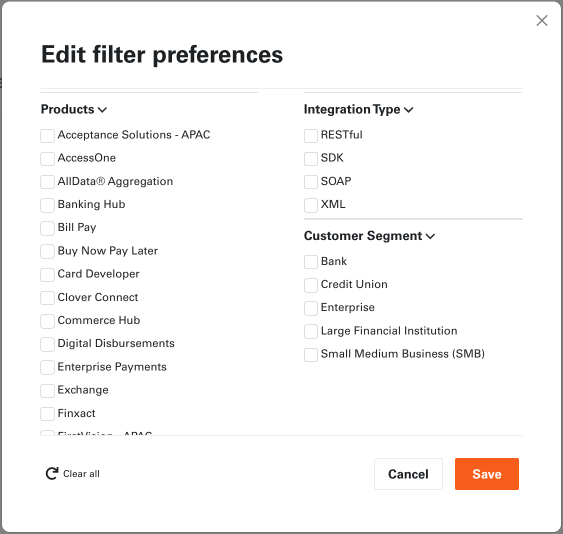 Edit filter preferences
Products
Acceptance Solutions - APAC
AccessOne
AllData® Aggregation
Banking Hub
Bill Pay
Buy Now Pay Later
Card Developer
Clover Connect
Commerce Hub
Digital Disbursements
Enterprise Payments
Exchange
Finxact
FirstVision - APAC
Integration Type
RESTful
SDK
SOAP
XML
Customer Segment
Bank
Credit Union
Enterprise
Large Financial Institution
Small Medium Business (SMB)
Clear all
Cancel
Save